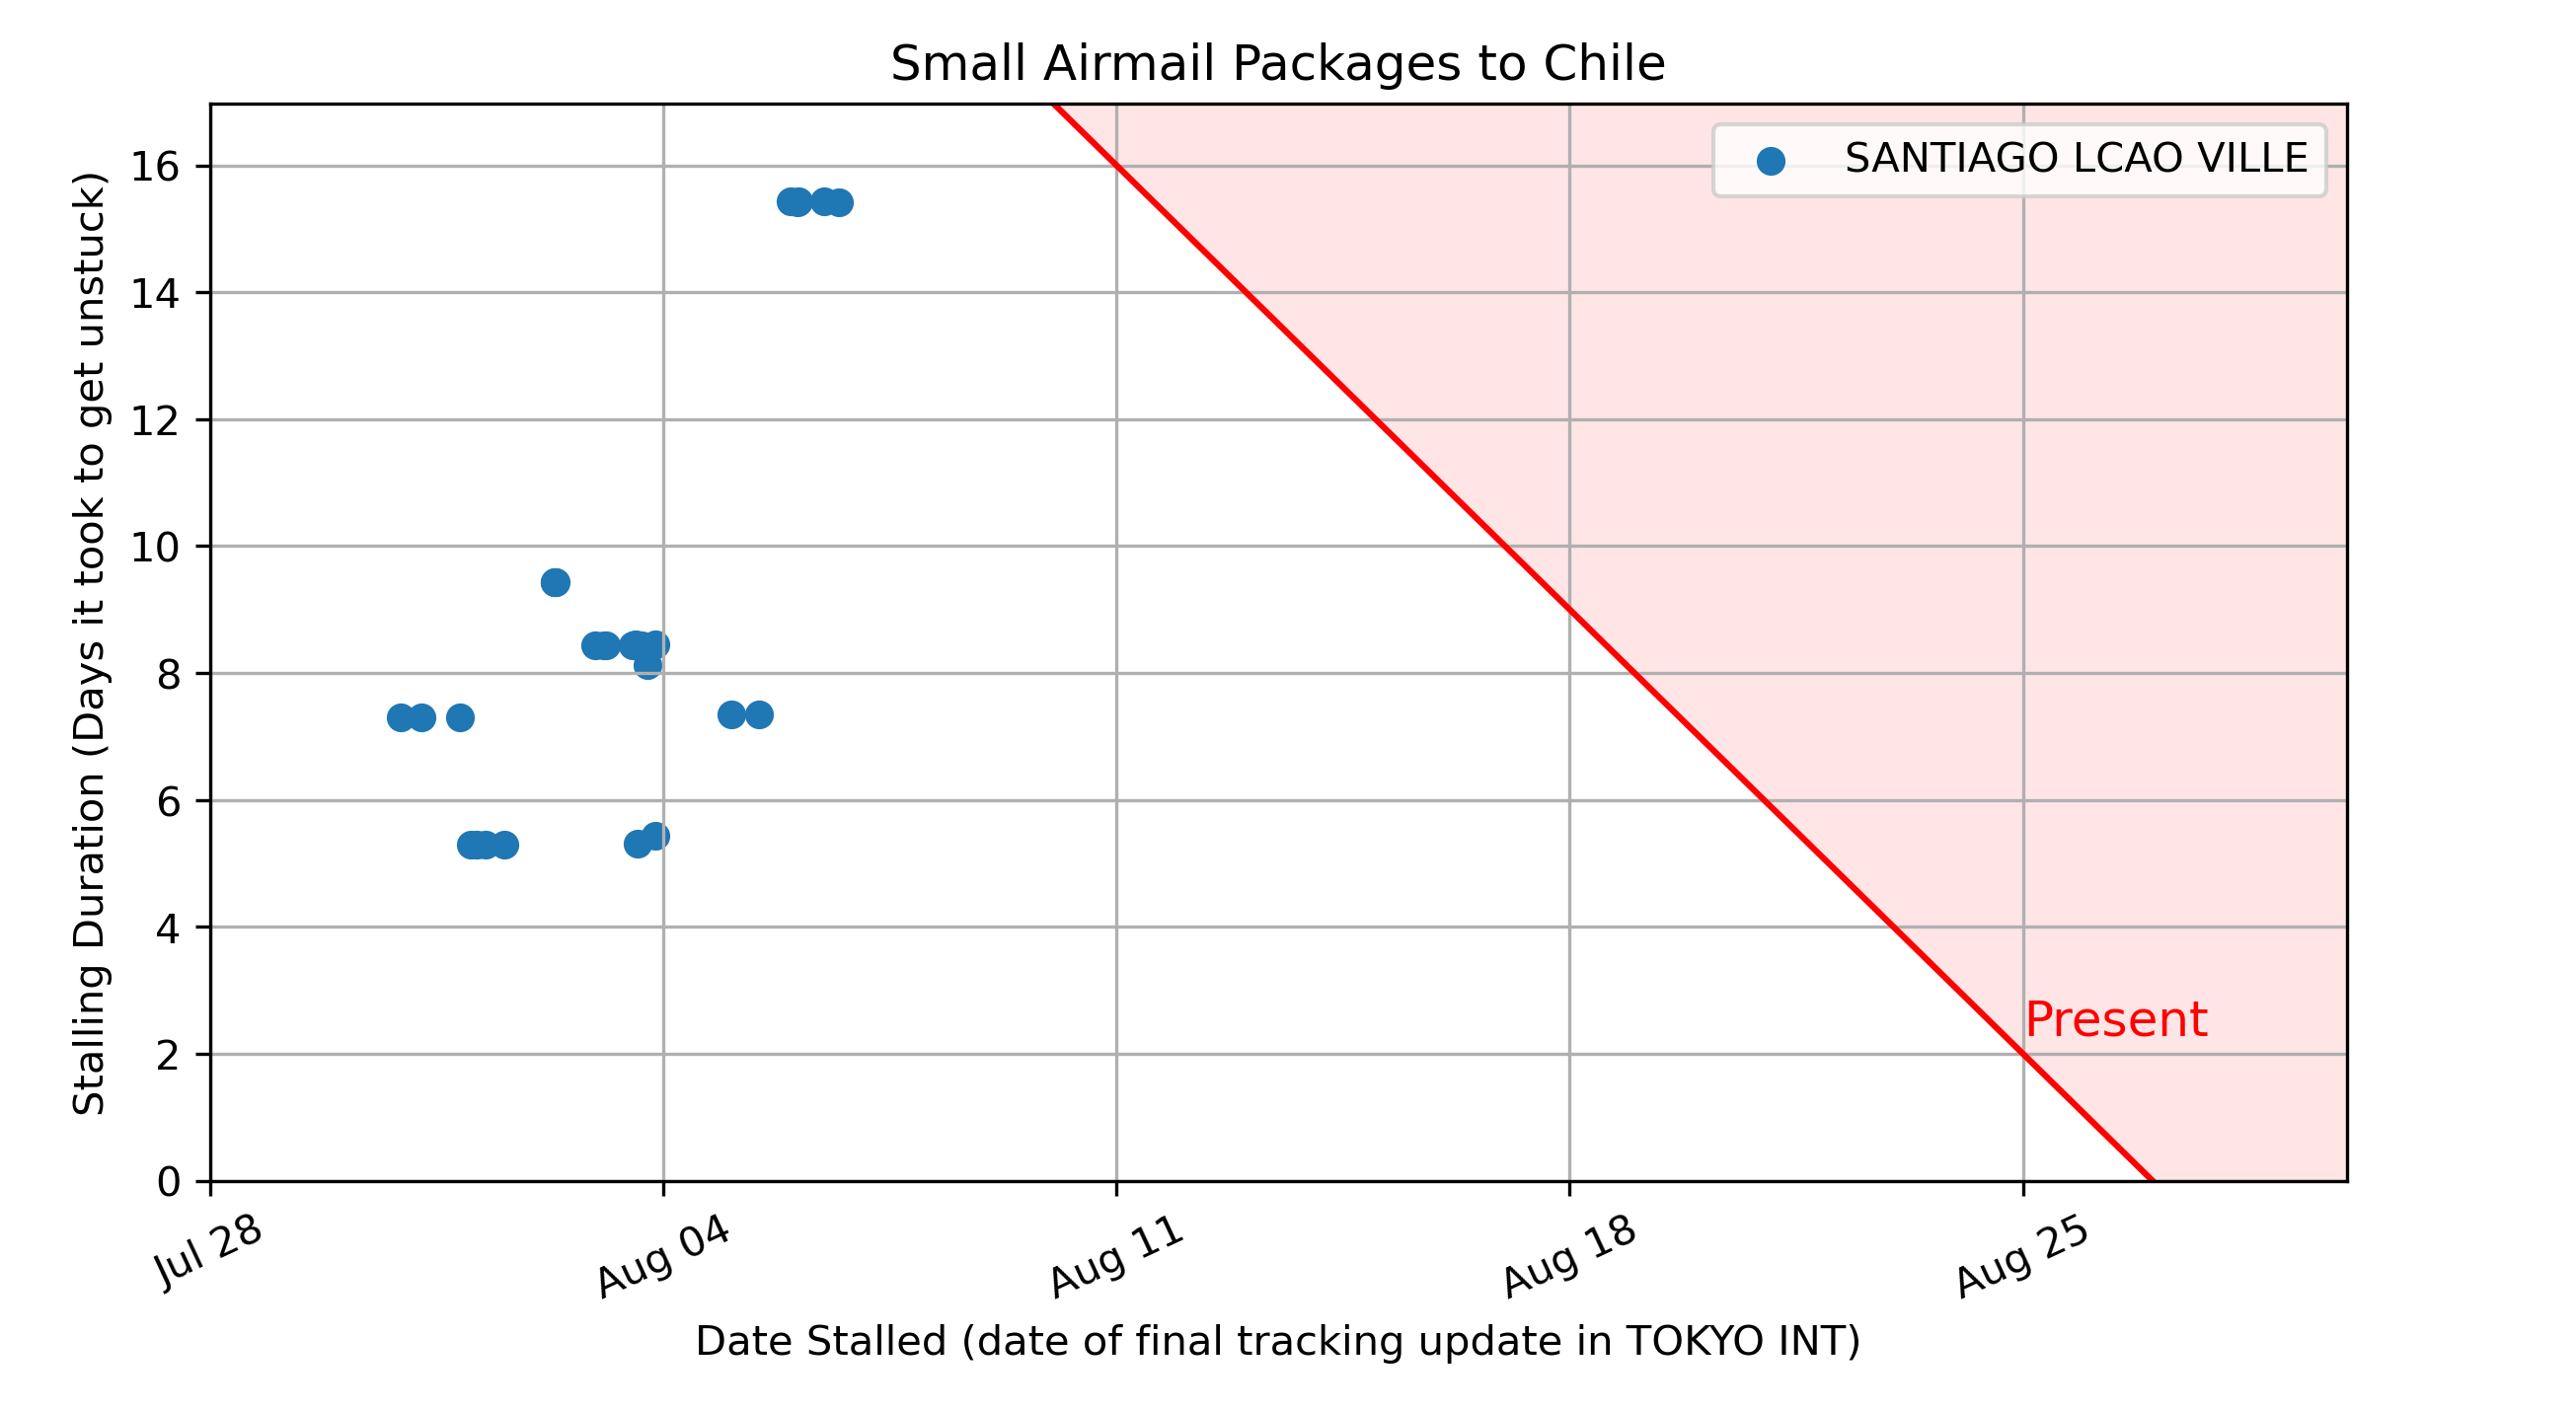 Small Airmail Packages to Chile
SANTIAGO LCAO VILLE
Stalling Duration (Days it took to get unstuck)
16
14
12
10
8
6
4
2
0
Present
Jul 28
Aug 04
Aug 11
Aug 18
Aug 25
Date Stalled (date of final tracking update in TOKYO INT)